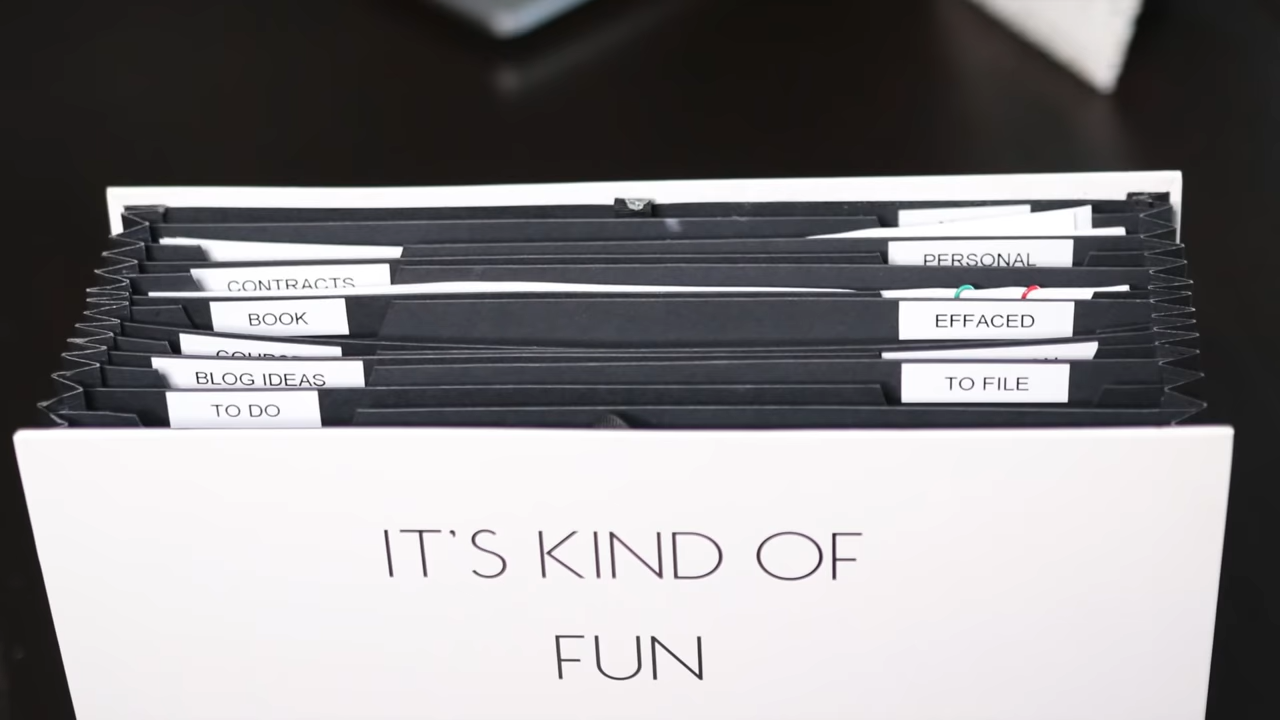 PERSONAL
CONTRACTS
BOOK
EFFACED
BLOG IDEAS
TO FILE
TO DO
IT'S KIND OF
FUN